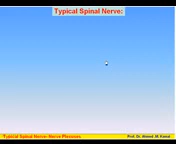 Typical Spinal Nerve:
Typical Spinal Nerve- Nerve Plexuses
Prof. Dr. Ahmed M. Kamal